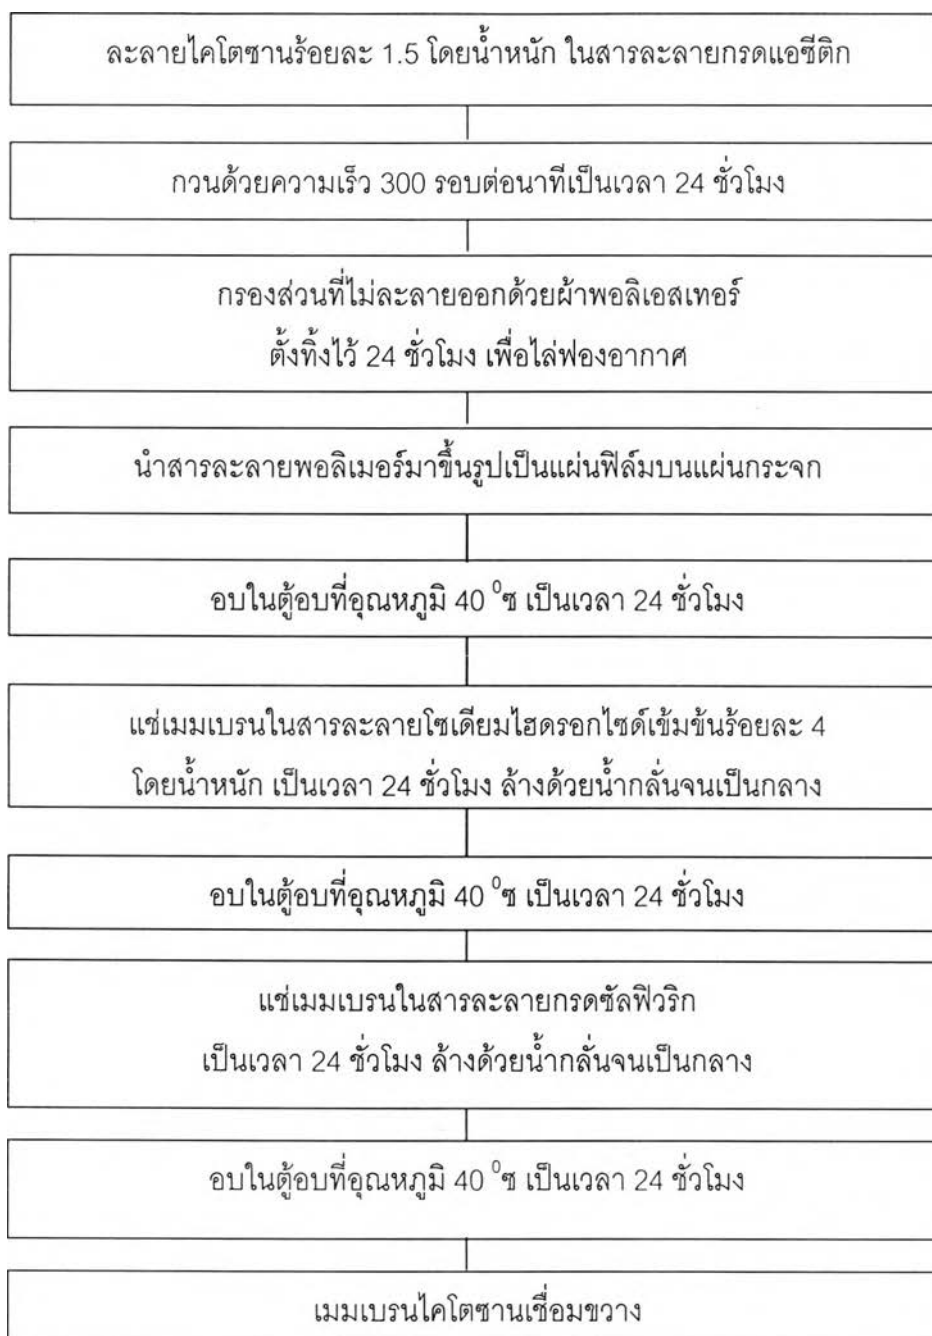 ละลายไคโตซานร้อยละ 1.5 โดยน้ำหนัก ในสารละลายกรดแอซีติก
กวนด้วยความเร็ว 300 รอบต่อนาทีเป็นเวลา 24 ชั่วโมง
กรองส่วนที่ไม่ละลายออกด้วยผ้าพอลิเอสเทอร์
ตั้งทิ้งไว้ 24 ชั่วโมง เพื่อไล่ฟองอากาศ
นำสารละลายพอลิเมอร์มาขึ้นรูปเป็นแผ่นฟิล์มบนแผ่นกระจก
อบในตู้อบที่อุณหภูมิ 40 ⁰ซ เป็นเวลา 24 ชั่วโมง
แช่เมมเบรนในสารละลายโซเดียมไฮดรอกไซด์เข้มข้นร้อยละ 4
โดยน้ำหนัก เป็นเวลา 24 ชั่วโมง ล้างด้วยน้ำกลั่นจนเป็นกลาง
อบในตู้อบที่อุณหภูมิ 40 ⁰ซ เป็นเวลา 24 ชั่วโมง
แช่เมมเบรนในสารละลายกรดซัลฟิวริก
เป็นเวลา 24 ชั่วโมง ล้างด้วยน้ำกลั่นจนเป็นกลาง
อบในตู้อบที่อุณหภูมิ 40 ⁰ซ เป็นเวลา 24 ชั่วโมง
เมมเบรนไคโตซานเชื่อมขวาง